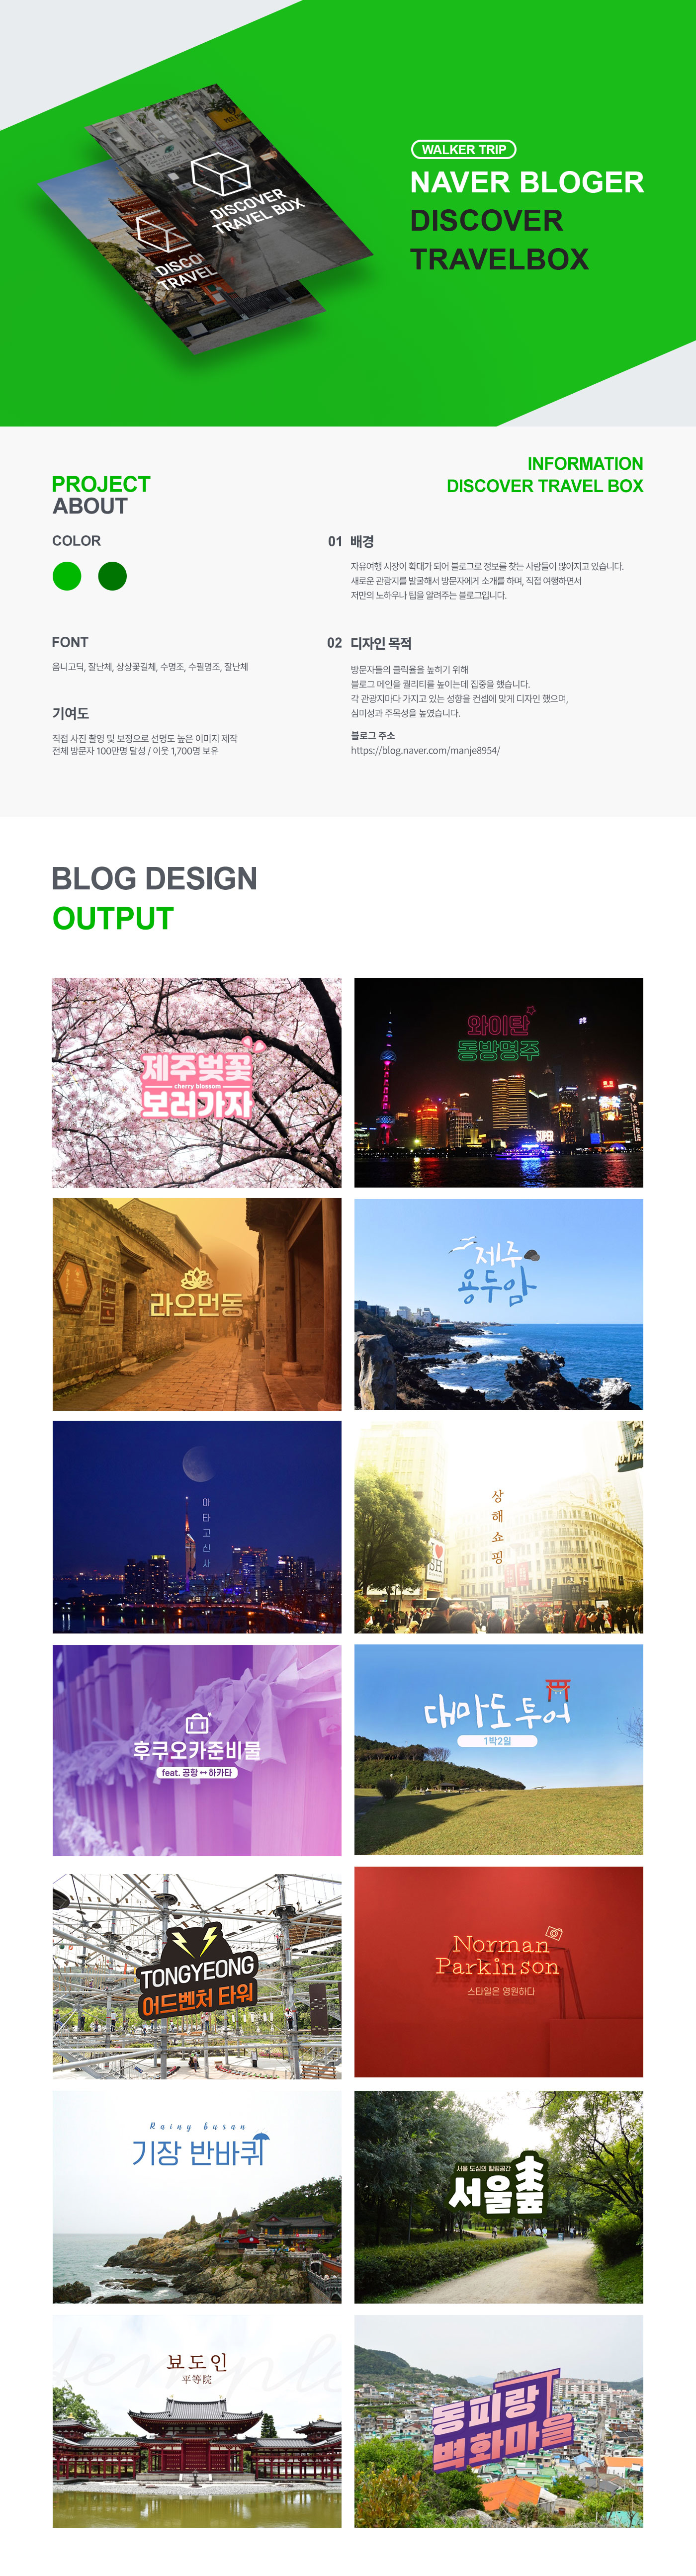 WALKER TRIP
NAVER BLOGER
DISCOVER
TRAVELBOX
DISCOVER
TRAVEL BOX
DISCO
TRAVEL
PROJECT
ABOUT
COLOR
FONT
음니고딕, 잘난체, 상상꽃길체, 수명조, 수필명조, 잘난체
기여도
직접 사진 촬영 및 보정으로 선명도 높은 이미지 제작
전체 방문자 100만명 달성 / 이웃 1,700명 보유
INFORMATION
DISCOVER TRAVEL BOX
01 배경
자유여행 시장이 확대가 되어 블로그로 정보를 찾는 사람들이 많아지고 있습니다.
새로운 관광지를 발굴해서 방문자에게 소개를 하며, 직접 여행하면서
저만의 노하우나 팁을 알려주는 블로그입니다.
02 디자인 목적
방문자들의 클릭율을 높히기 위해
블로그 메인을 퀄리티를 높이는데 집중을 했습니다.
각 관광지마다 가지고 있는 성향을 컨셉에 맞게 디자인 했으며,
심미성과 주목성을 높였습니다.
블로그 주소
https://blog.naver.com/manje8954/
BLOG DESIGN
OUTPUT
제주벚꽃
cherry blossom
보러가자
와이탄
동방명주
SUPER
라오먼동
제주
용두암
아타고신사
상해쇼핑
SH
후쿠오카준비물
feat. 공항↔하카타
대마도 투어
1박2일
TONGYEONG
어드벤처 타워
Norman
Parkinson
스타일은 영원하다
Rainy busan
기장 반바퀴
서울 도심의 힐링공간
서울숲
temple
뵤도인
平等院
동피랑
벽화마을